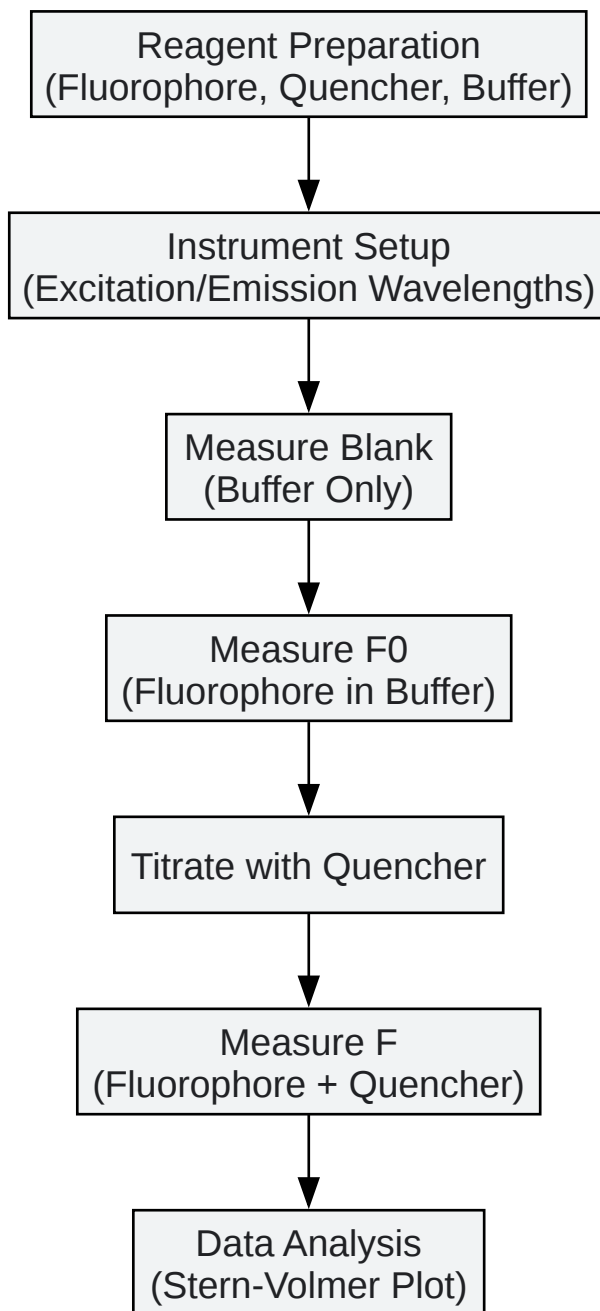 Reagent Preparation
(Fluorophore, Quencher, Buffer)
Instrument Setup
(Excitation/Emission Wavelengths)
Measure Blank
(Buffer Only)
Measure F0
(Fluorophore in Buffer)
Titrate with Quencher
Measure F
(Fluorophore + Quencher)
Data Analysis
(Stern-Volmer Plot)